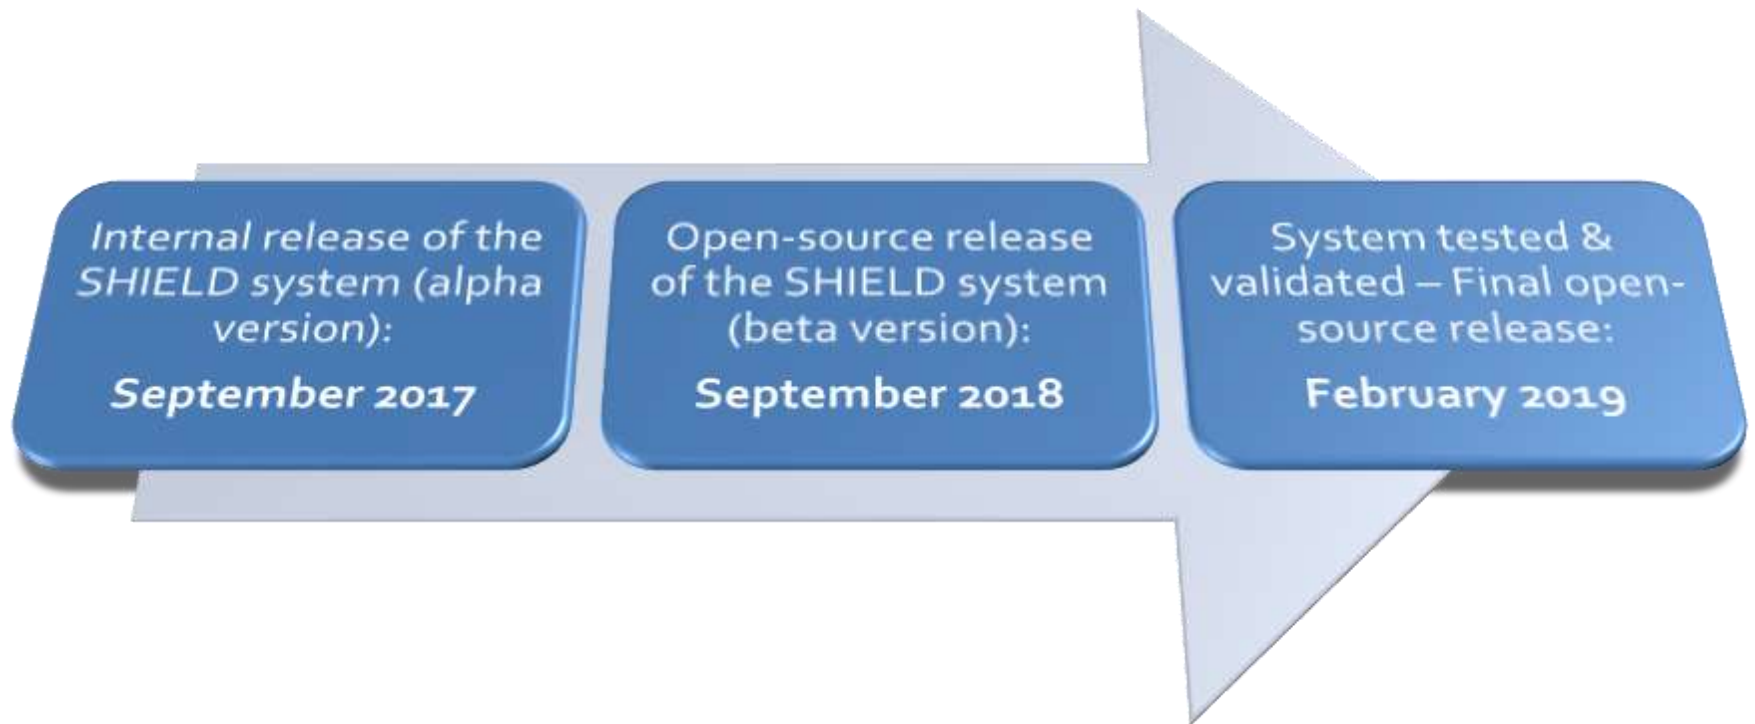 Internal release of the
SHIELD system (alpha
version):
September 2017
Open-source release
of the SHIELD system
(beta version):
September 2018
System tested &
validated – Final open-
source release:
February 2019